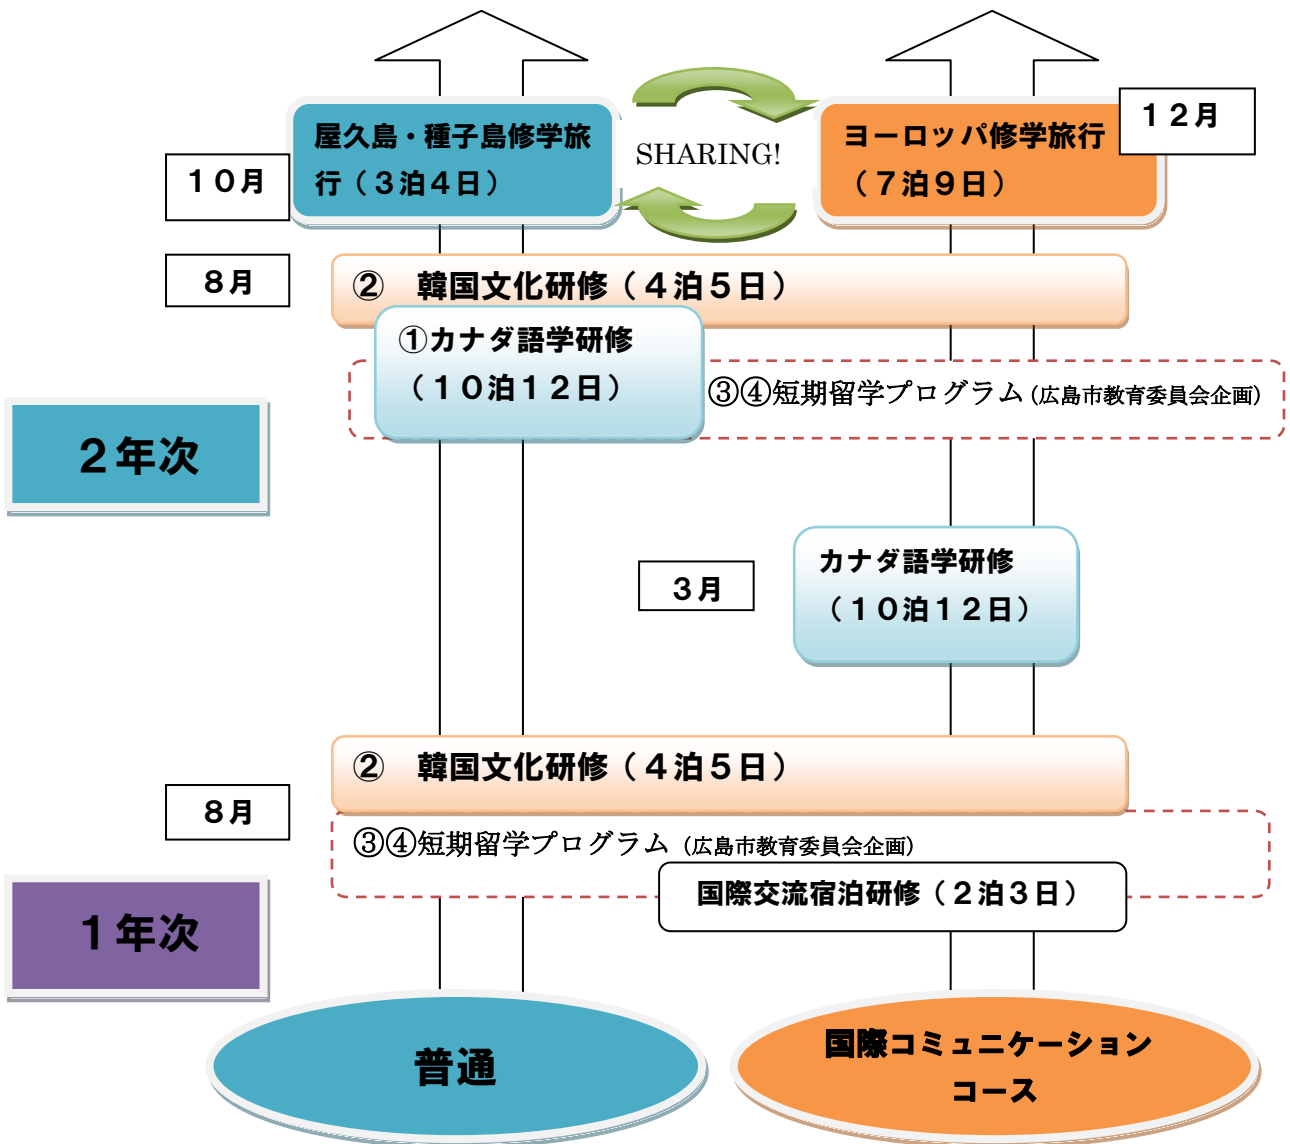 １２月
屋久島・種子島修学旅
行（３泊４日）
SHARING!
ヨーロッパ修学旅行
（７泊９日）
１０月
８月
②　韓国文化研修（４泊５日）
①カナダ語学研修
（１０泊１２日）
③④短期留学プログラム（広島市教育委員会企画）
２年次
３月
カナダ語学研修
（１０泊１２日）
②　韓国文化研修（４泊５日）
８月
③④短期留学プログラム（広島市教育委員会企画）
国際交流宿泊研修（２泊３日）
１年次
普通
国際コミュニケーション
コース